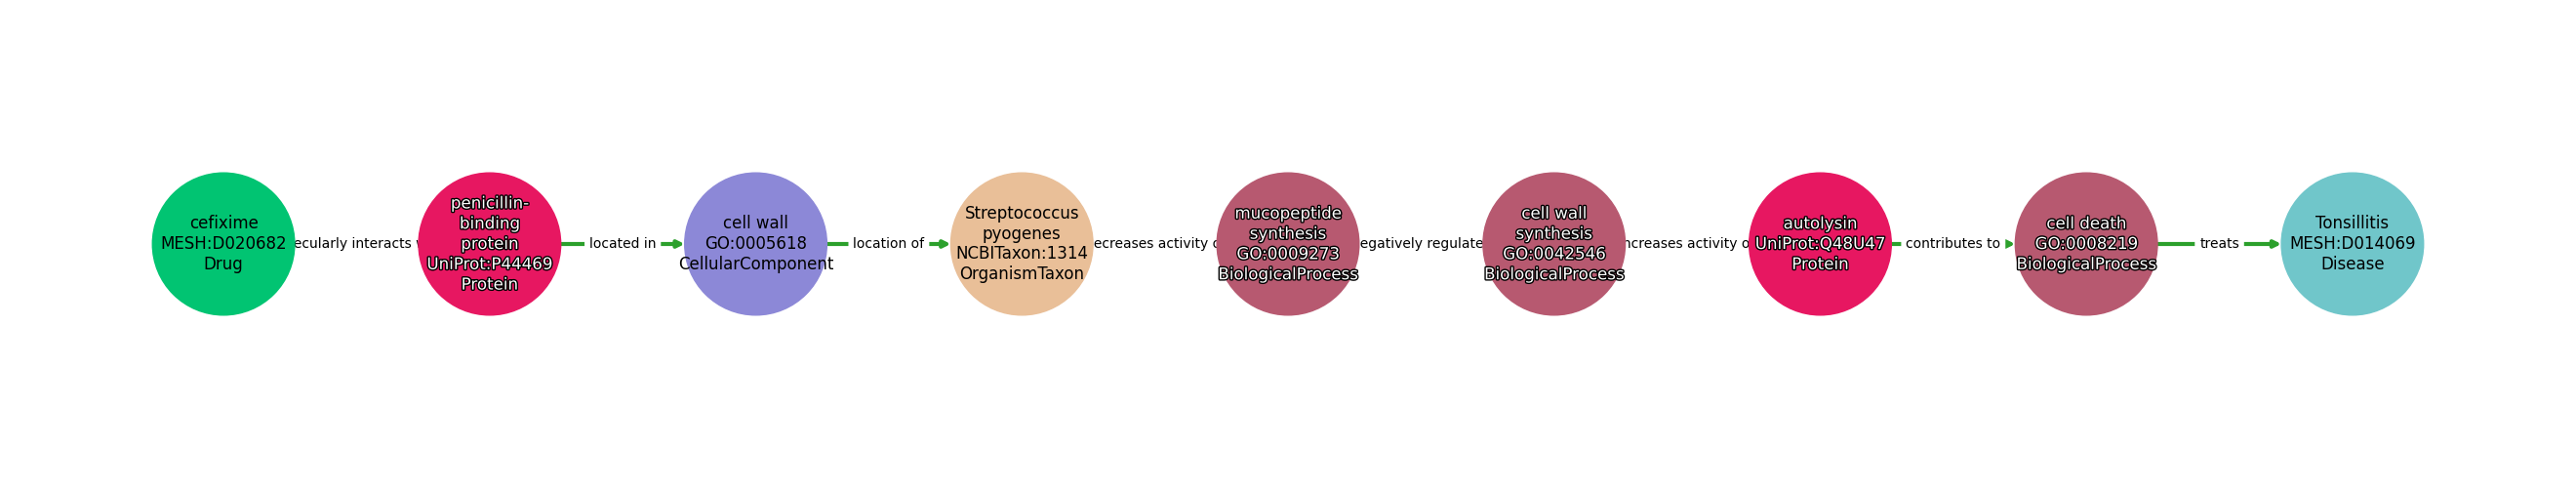 cefixime
MESH:D020682
Drug
ecularly interacts
penicillin-
binding
protein
UniProt:P44469
Protein
located in
cell wall
GO:0005618
CellularComponent
location of
Streptococcus
pyogenes
NCBITaxon:1314
OrganismTaxon
ecreases activity
mucopeptide
synthesis
GO:0009273
BiologicalProcess
egatively regulate
cell wall
synthesis
GO:0042546
BiologicalProcess
ncreases activity
autolysin
UniProt:Q48U47
Protein
contributes to
cell death
GO:0008219
BiologicalProcess
treats
Tonsillitis
MESH:D014069
Disease